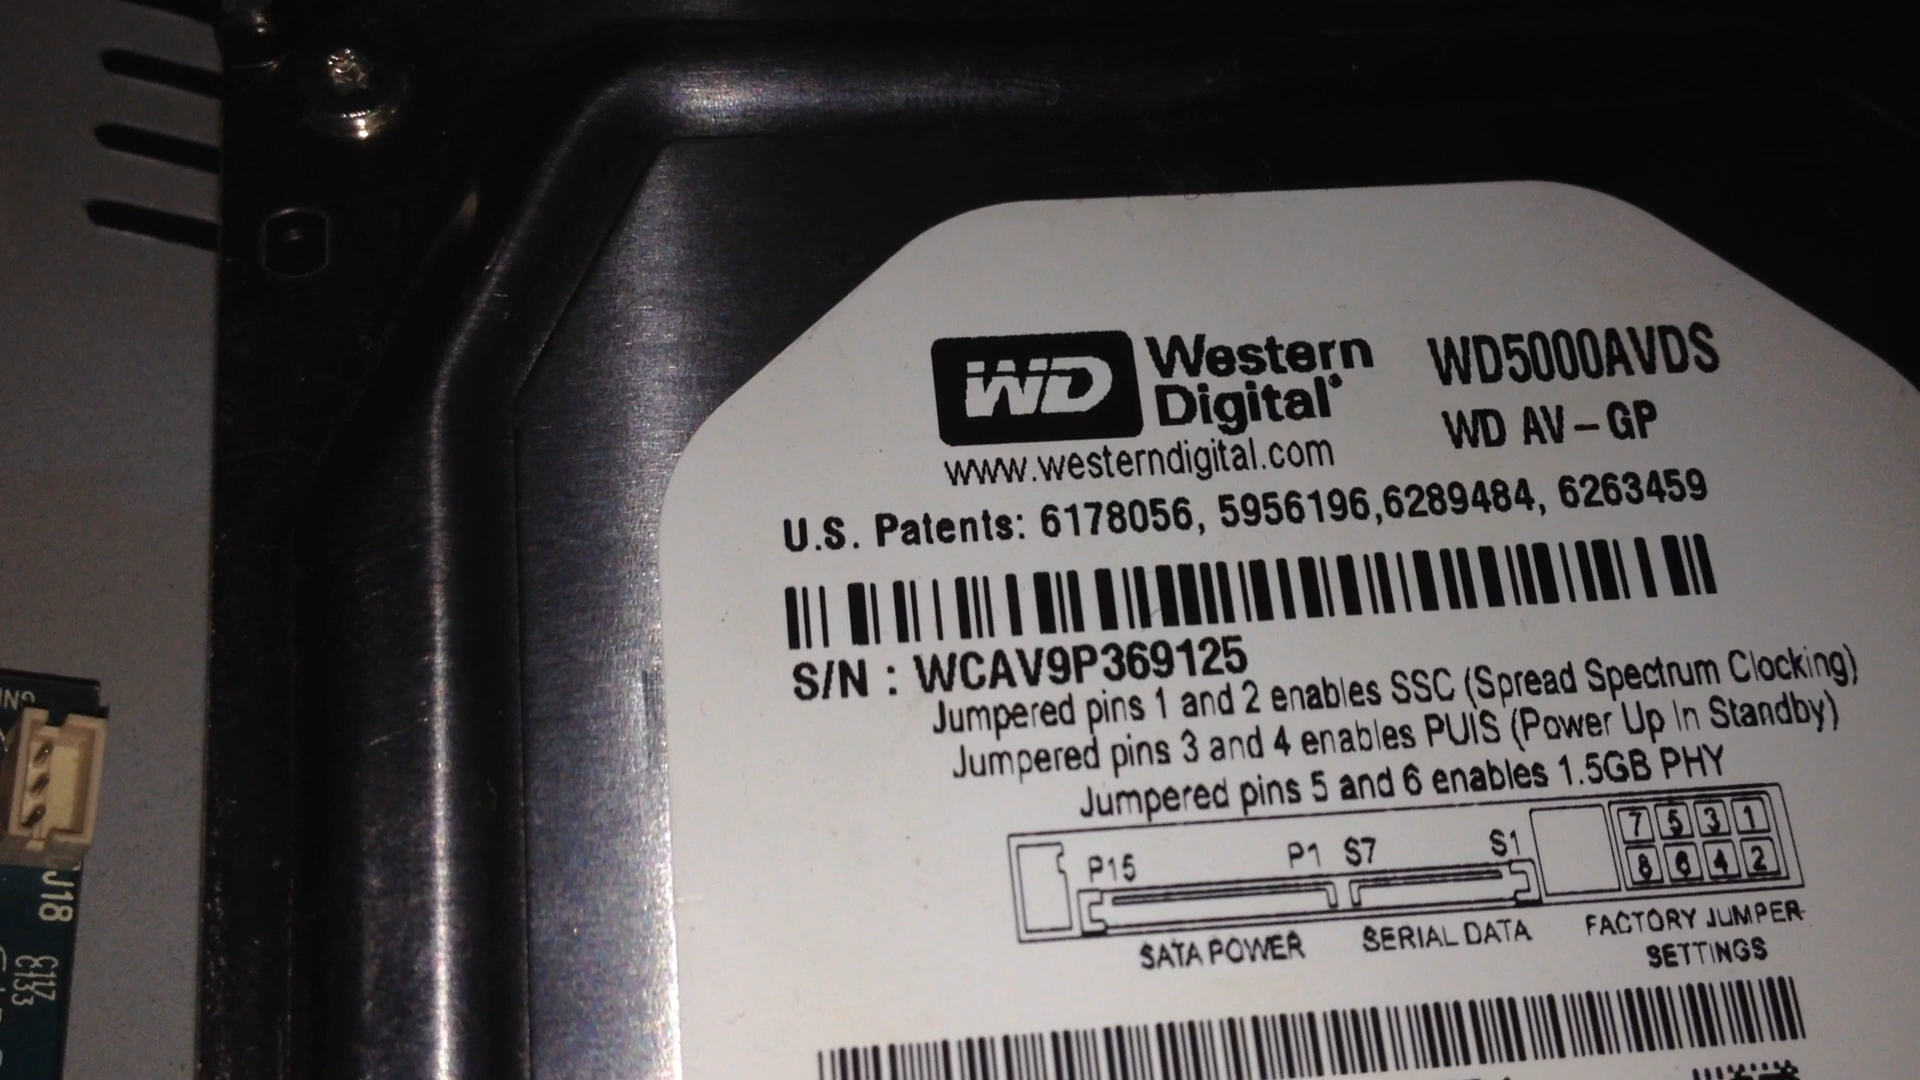 WD Western Digital
WD5000AVDS
WD AV-GP
www.westerndigital.com
U.S. Patents: 6178056, 5956196,6289484, 6263459
S/N : WCAV9P369125
Jumpered pins 1 and 2 enables SSC (Spread Spectrum Clocking)
Jumpered pins 3 and 4 enables PUIS (Power Up In Standby)
Jumpered pins 5 and 6 enables 1.5GB PHY
P15 P1 S7 S1
7 5 3 1
8 6 4 2
SATA POWER SERIAL DATA FACTORY JUMPER SETTINGS
J18
C117
C133